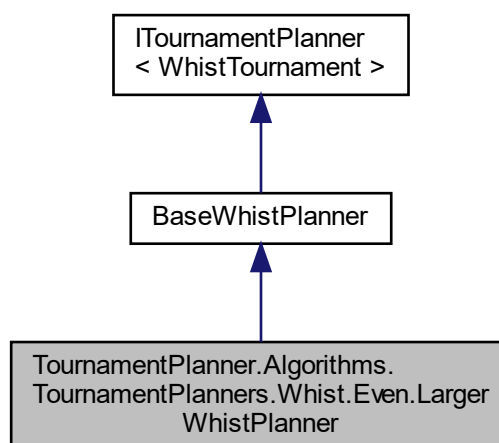 ITournamentPlanner
< WhistTournament >
BaseWhistPlanner
TournamentPlanner.Algorithms.
TournamentPlanners.Whist.Even.Larger
WhistPlanner